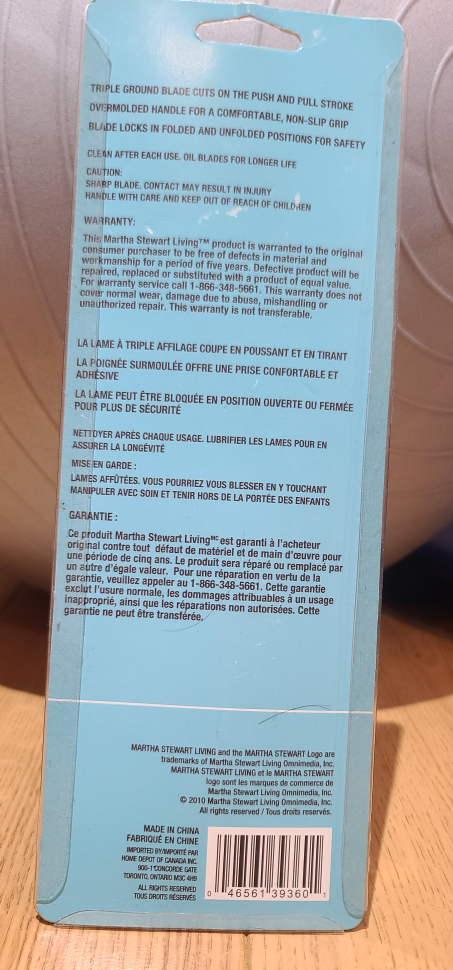 TRIPLE GROUND BLADE CUTS ON THE PUSH AND PULL STROKE
OVERMOLDED HANDLE FOR A COMFORTABLE, NON-SLIP GRIP
BLADE LOCKS IN FOLDED AND UNFOLDED POSITIONS FOR SAFETY
CLEAN AFTER EACH USE. OIL BLADES FOR LONGER LIFE
CAUTION:
SHARP BLADE. CONTACT MAY RESULT IN INJURY
HANDLE WITH CARE AND KEEP OUT OF REACH OF CHILDREN
WARRANTY:
This Martha Stewart Living™ product is warranted to the original
consumer purchaser to be free of defects in material and
workmanship for a period of five years. Defective product will be
repaired, replaced or substituted with a product of equal value.
For warranty service call 1-866-348-5661. This warranty does not
cover normal wear, damage due to abuse, mishandling or
unauthorized repair. This warranty is not transferable.
LA LAME À TRIPLE AFFILAGE COUPE EN POUSSANT ET EN TIRANT
LA POIGNÉE SURMOULÉE OFFRE UNE PRISE CONFORTABLE ET
ADHÉSIVE
LA LAME PEUT ÊTRE BLOQUÉE EN POSITION OUVERTE OU FERMÉE
POUR PLUS DE SÉCURITÉ
NETTOYER APRÈS CHAQUE USAGE. LUBRIFIER LES LAMES POUR EN
ASSURER LA LONGÉVITÉ
MISE EN GARDE :
LAMES AFFÛTÉES. VOUS POURRIEZ VOUS BLESSER EN Y TOUCHANT
MANIPULER AVEC SOIN ET TENIR HORS DE LA PORTÉE DES ENFANTS
GARANTIE :
Ce produit Martha Stewart Livingᴹᶜ est garanti à l'acheteur
original contre tout défaut de matériel et de main d'œuvre pour
une période de cinq ans. Le produit sera réparé ou remplacé par
un autre d'égale valeur. Pour une réparation en vertu de la
garantie, veuillez appeler au 1-866-348-5661. Cette garantie
exclut l'usure normale, les dommages attribuables à un usage
inapproprié, ainsi que les réparations non autorisées. Cette
garantie ne peut être transférée.
MARTHA STEWART LIVING and the MARTHA STEWART Logo are
trademarks of Martha Stewart Living Omnimedia, Inc.
MARTHA STEWART LIVING et le MARTHA STEWART
logo sont les marques de commerce de
Martha Stewart Living Omnimedia, Inc.
© 2010 Martha Stewart Living Omnimedia, Inc.
All rights reserved / Tous droits reservés.
MADE IN CHINA
FABRIQUÉ EN CHINE
IMPORTED BY/IMPORTÉ PAR
HOME DEPOT OF CANADA INC.
900-1 CONCORDE GATE
TORONTO, ONTARIO M3C 4H9
ALL RIGHTS RESERVED
TOUS DROITS RÉSERVÉS
0 46561 39360 1